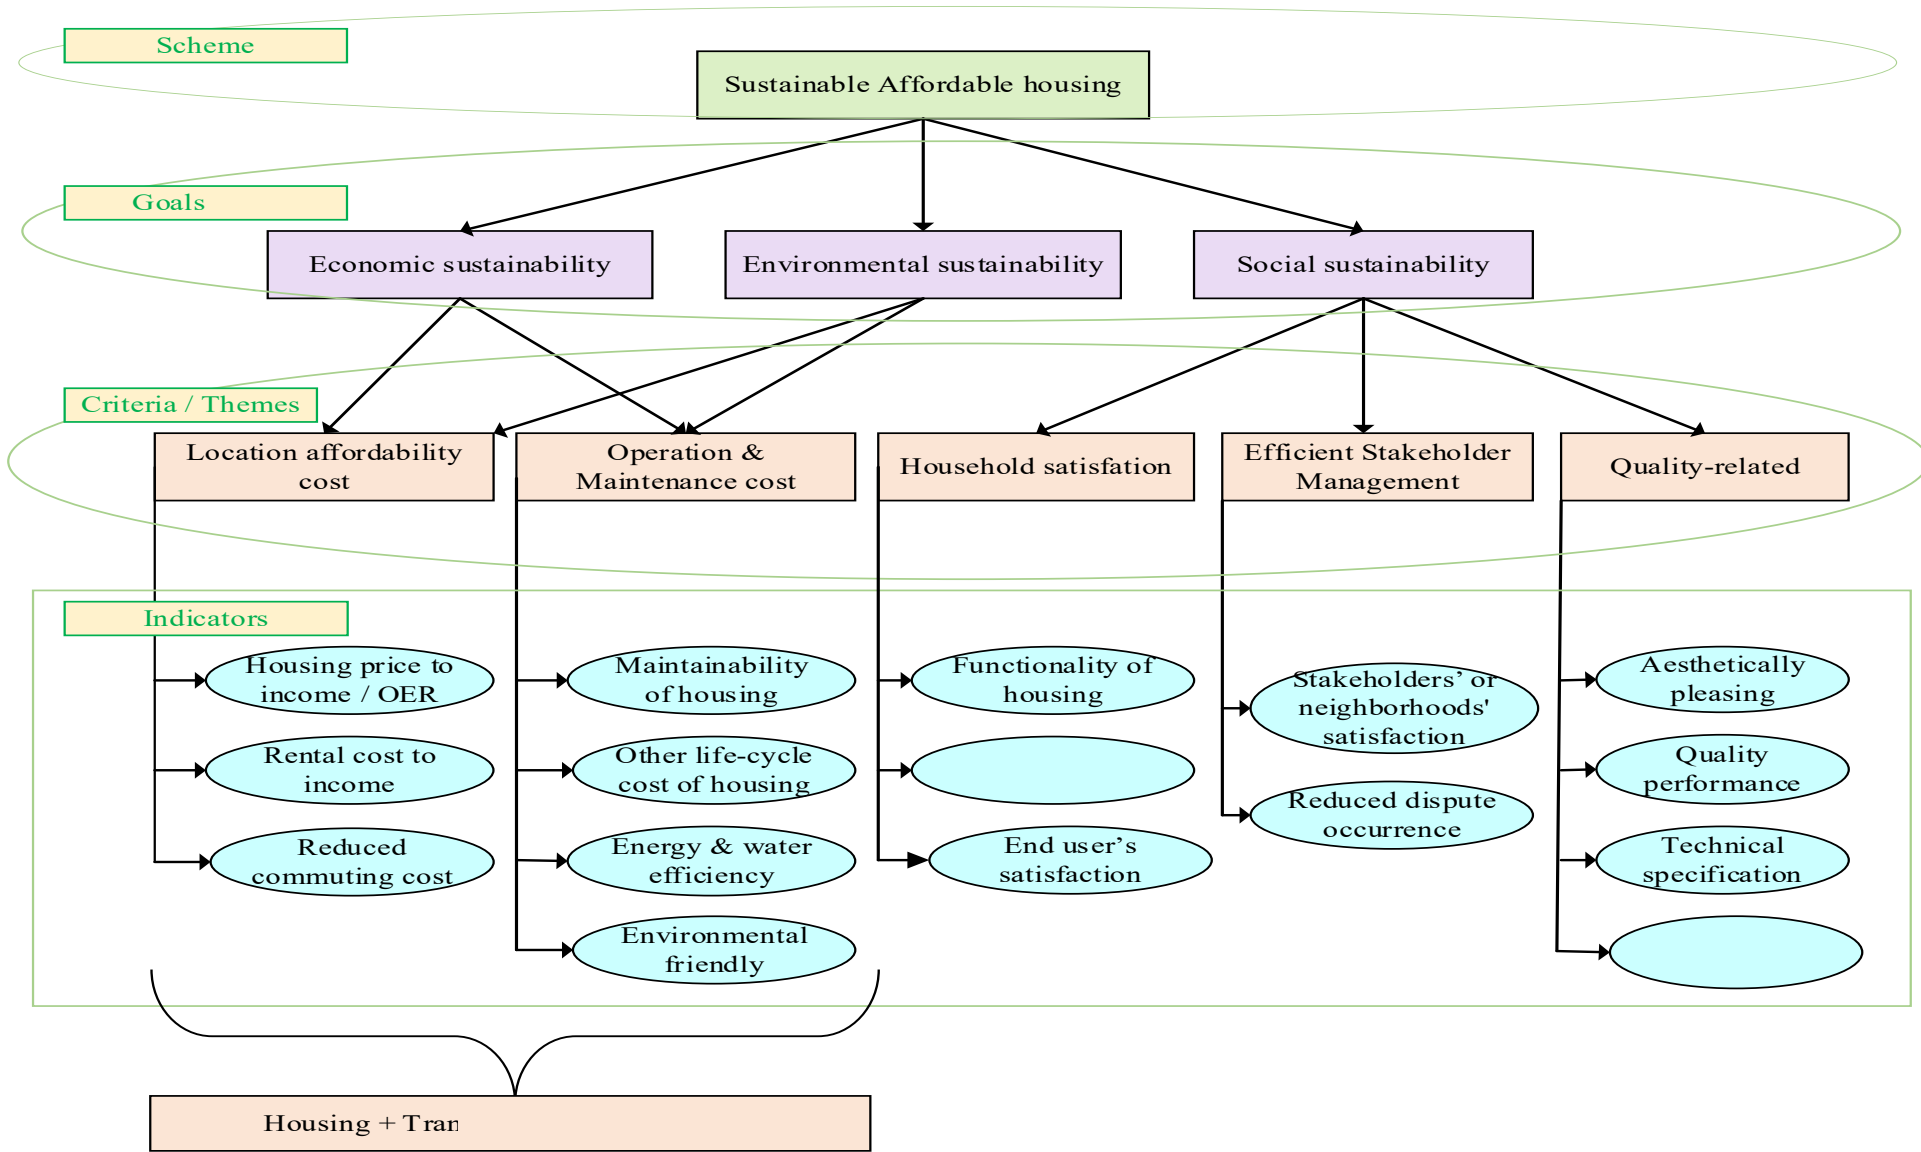 Scheme
Sustainable Affordable housing
Goals
Economic sustainability
Environmental sustainability
Social sustainability
Criteria / Themes
Location affordability
cost
Operation &
Maintenance cost
Household satisfation
Efficient Stakeholder
Management
Quality-related
Indicators
Housing price to
income / OER
Rental cost to
income
Reduced
commuting cost
Maintainability
of housing
Other life-cycle
cost of housing
Energy & water
efficiency
Environmental
friendly
Functionality of
housing
End user’s
satisfaction
Stakeholders’ or
neighborhoods'
satisfaction
Reduced dispute
occurrence
Aesthetically
pleasing
Quality
performance
Technical
specification
Housing +